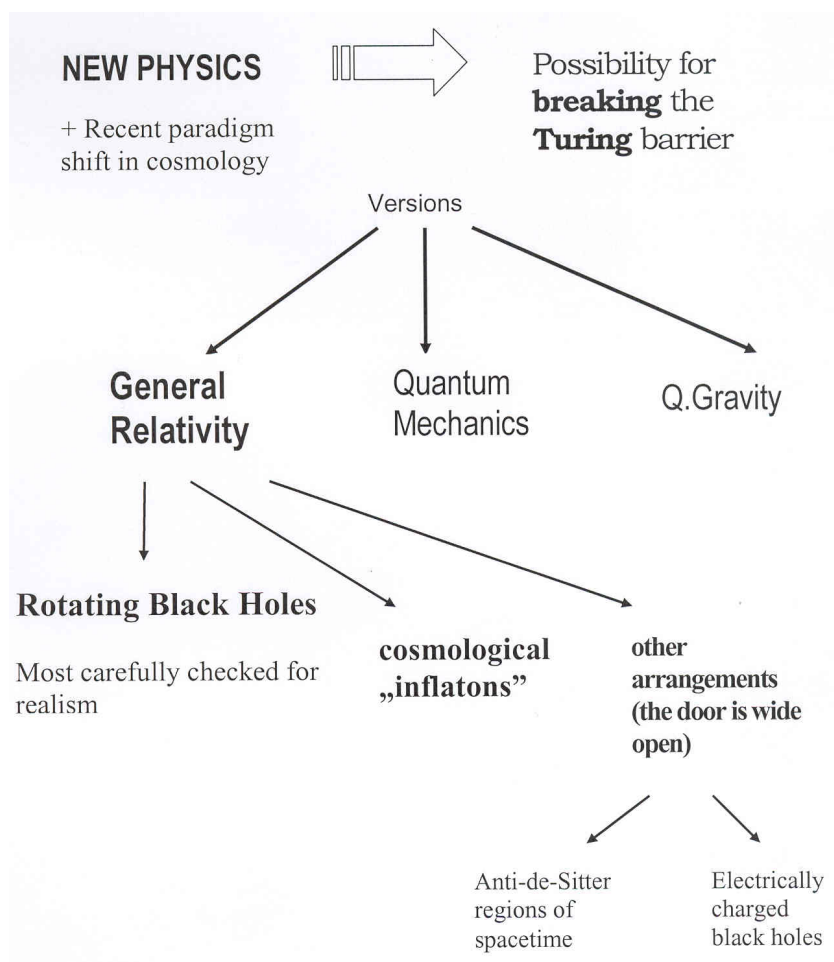 NEW PHYSICS
+ Recent paradigm
shift in cosmology
Possibility for
breaking the
Turing barrier
Versions
General
Relativity
Quantum
Mechanics
Q.Gravity
Rotating Black Holes
Most carefully checked for
realism
cosmological
„inflatons”
other
arrangements
(the door is wide
open)
Anti-de-Sitter
regions of
spacetime
Electrically
charged
black holes